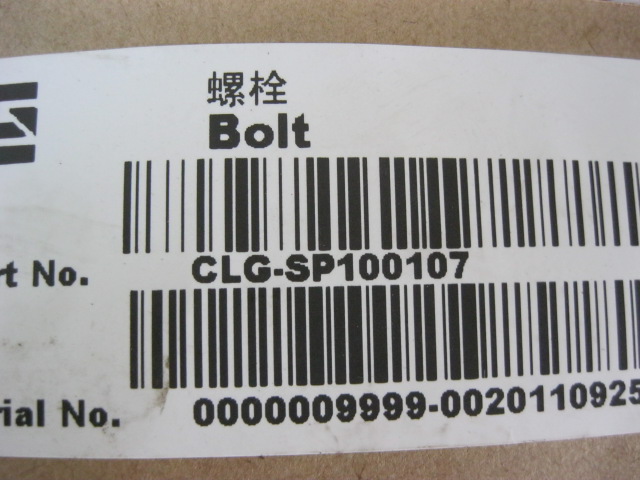 螺栓
Bolt
rt No. CLG-SP100107
rial No. 0000009999-0020110925